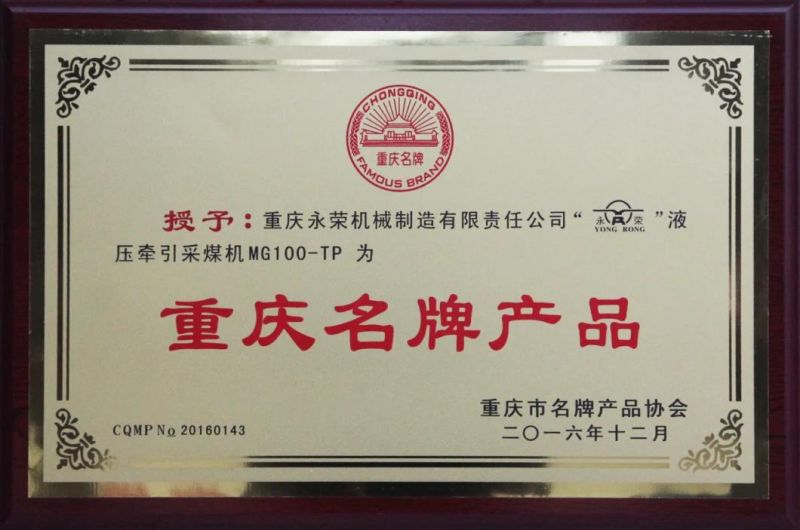 CHONGQING
重庆名牌
FAMOUS BRAND
授予：重庆永荣机械制造有限责任公司“永荣 YONG RONG”液
压牵引采煤机MG100-TP 为
重庆名牌产品
重庆市名牌产品协会
CQMP No 20160143
二〇一六年十二月